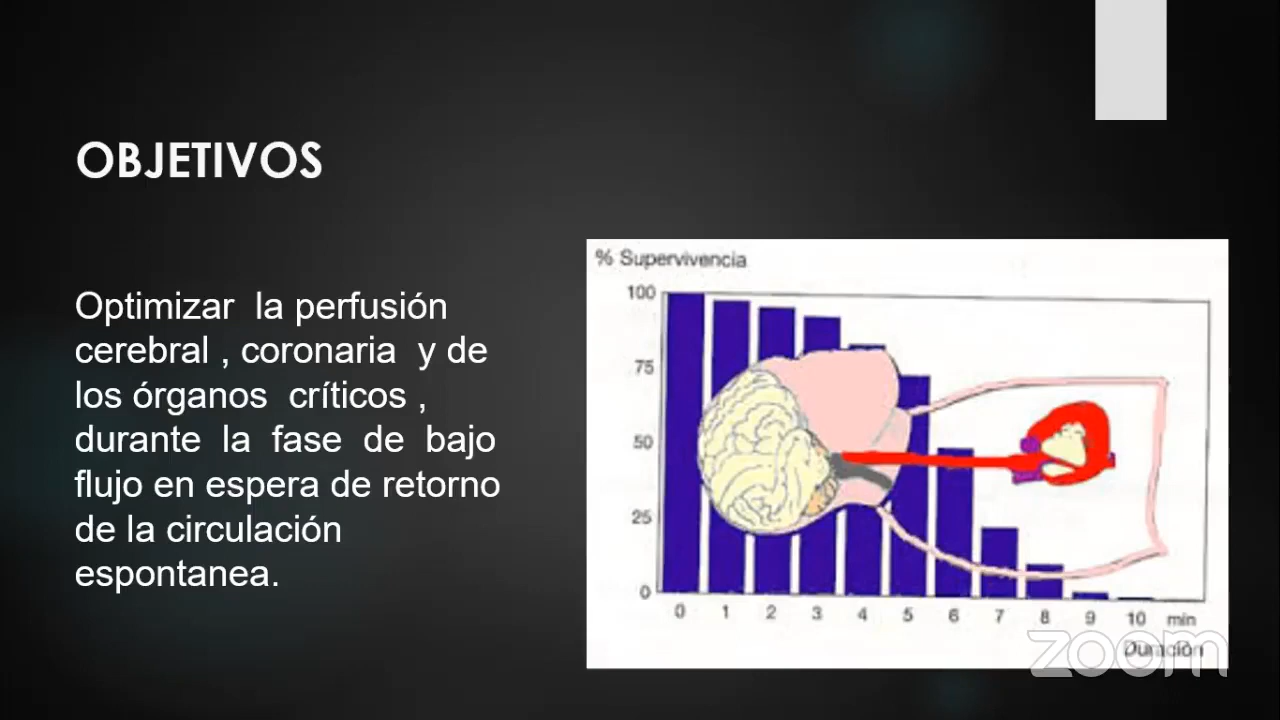 OBJETIVOS
Optimizar la perfusión
cerebral , coronaria y de
los órganos críticos ,
durante la fase de bajo
flujo en espera de retorno
de la circulación
espontanea.
% Supervivencia
100
75
50
25
0
0 1 2 3 4 5 6 7 8 9 10 min
Duración
zoom